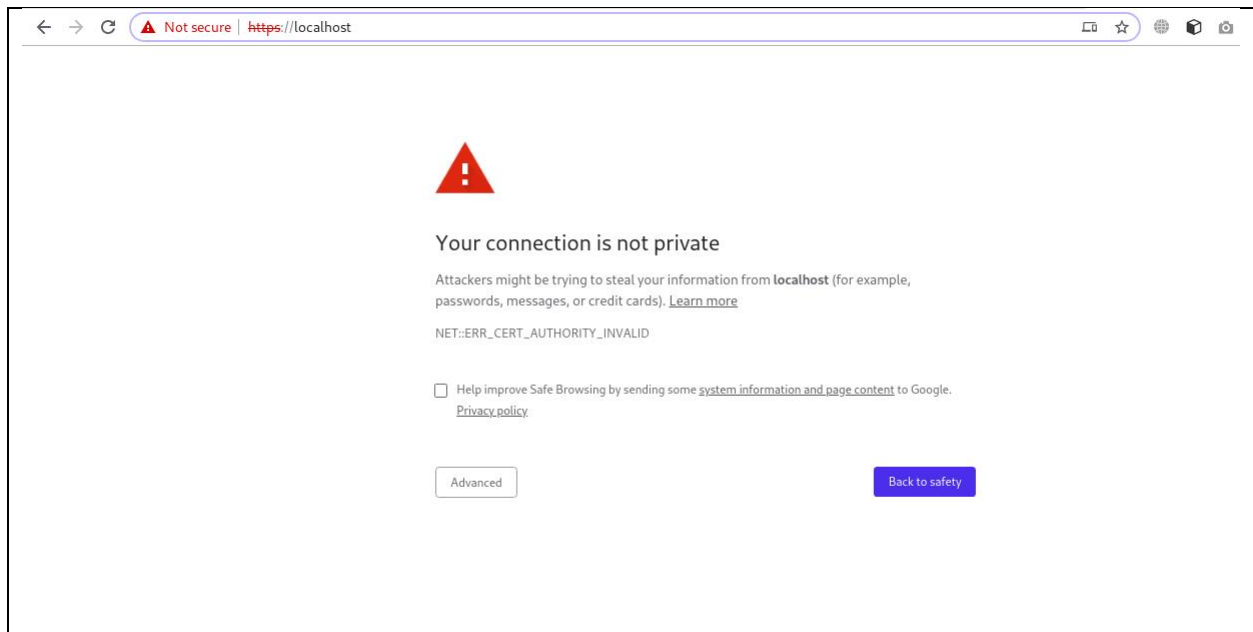 Not secure | https://localhost
Your connection is not private
Attackers might be trying to steal your information from localhost (for example,
passwords, messages, or credit cards). Learn more
NET::ERR_CERT_AUTHORITY_INVALID
Help improve Safe Browsing by sending some system information and page content to Google.
Privacy policy
Advanced
Back to safety